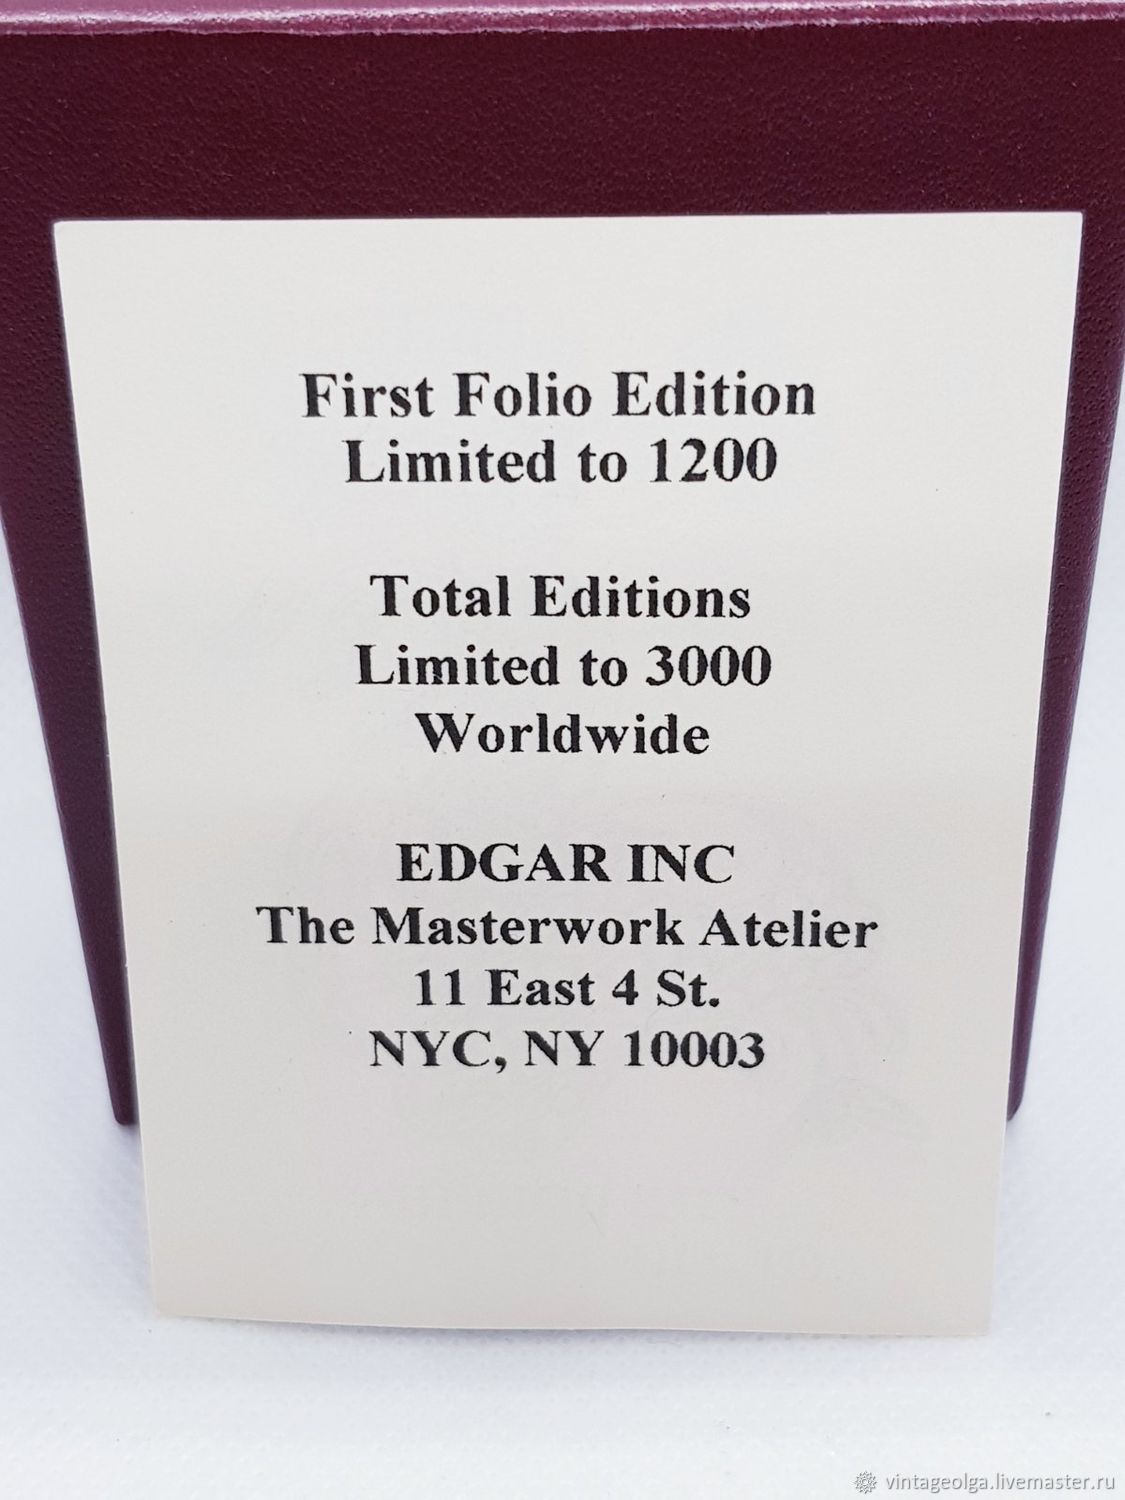 First Folio Edition
Limited to 1200
Total Editions
Limited to 3000
Worldwide
EDGAR INC
The Masterwork Atelier
11 East 4 St.
NYC, NY 10003
vintageolga.livemaster.ru